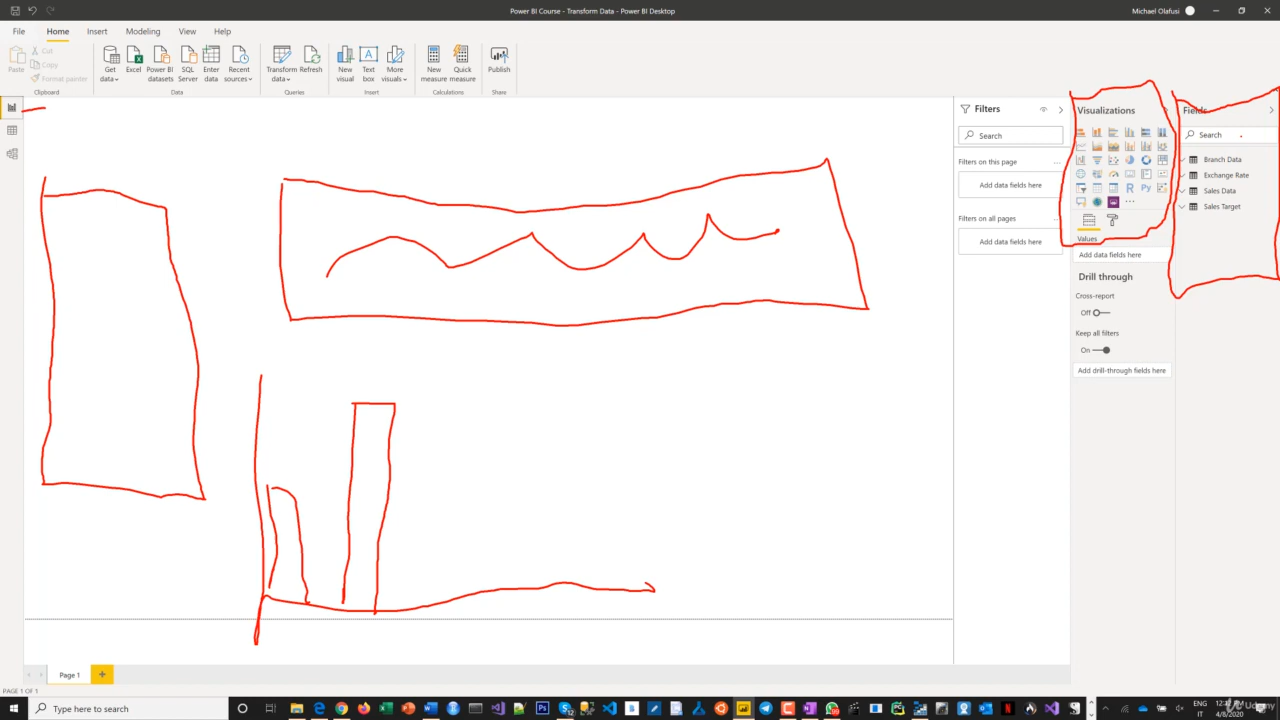 Power BI Course - Transform Data - Power BI Desktop
Michael Olafusi
File Home Insert Modeling View Help
Paste
Cut
Copy
Format painter
Get data
Excel
Power BI datasets
SQL Server
Enter data
Recent sources
Transform data
Refresh
New visual
Text box
More visuals
New measure
Quick measure
Publish
Clipboard
Data
Queries
Insert
Calculations
Share
Filters
Search
Filters on this page
...
Add data fields here
Filters on all pages
...
Add data fields here
Visualizations
R Py
...
Values
Add data fields here
Drill through
Cross-report
Off
Keep all filters
On
Add drill-through fields here
Fields
Search
Branch Data
Exchange Rate
Sales Data
Sales Target
Page 1
+
PAGE 1 OF 1
Type here to search
ENG
IT
4/8/2020
Udemy